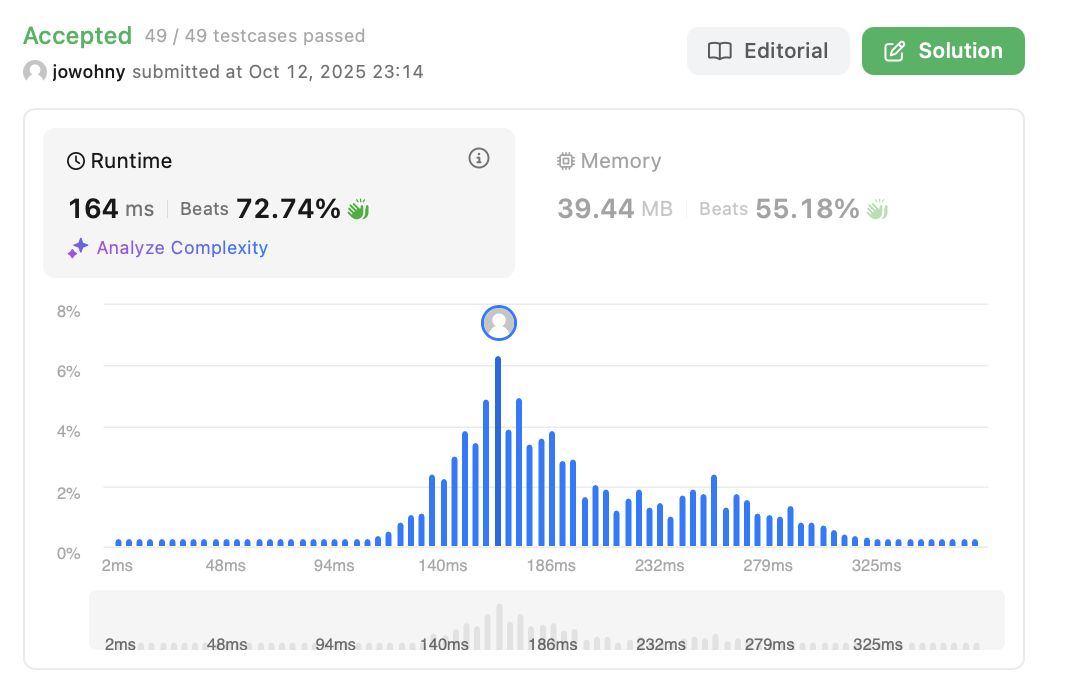 Accepted 49 / 49 testcases passed
jowohny submitted at Oct 12, 2025 23:14
Editorial
Solution
Runtime
164 ms Beats 72.74%
Analyze Complexity
Memory
39.44 MB Beats 55.18%
8%
6%
4%
2%
0%
2ms 48ms 94ms 140ms 186ms 232ms 279ms 325ms
2ms 48ms 94ms 140ms 186ms 232ms 279ms 325ms